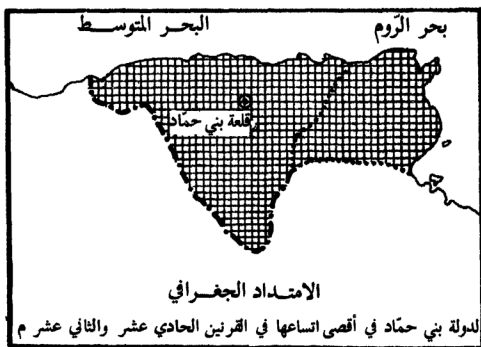 بحر الرّوم
البحر المتوسط
قلعة بني حمّاد
الامتداد الجغرافي
لدولة بني حمّاد في أقصى اتساعها في القرنين الحادي عشر والثاني عشر م